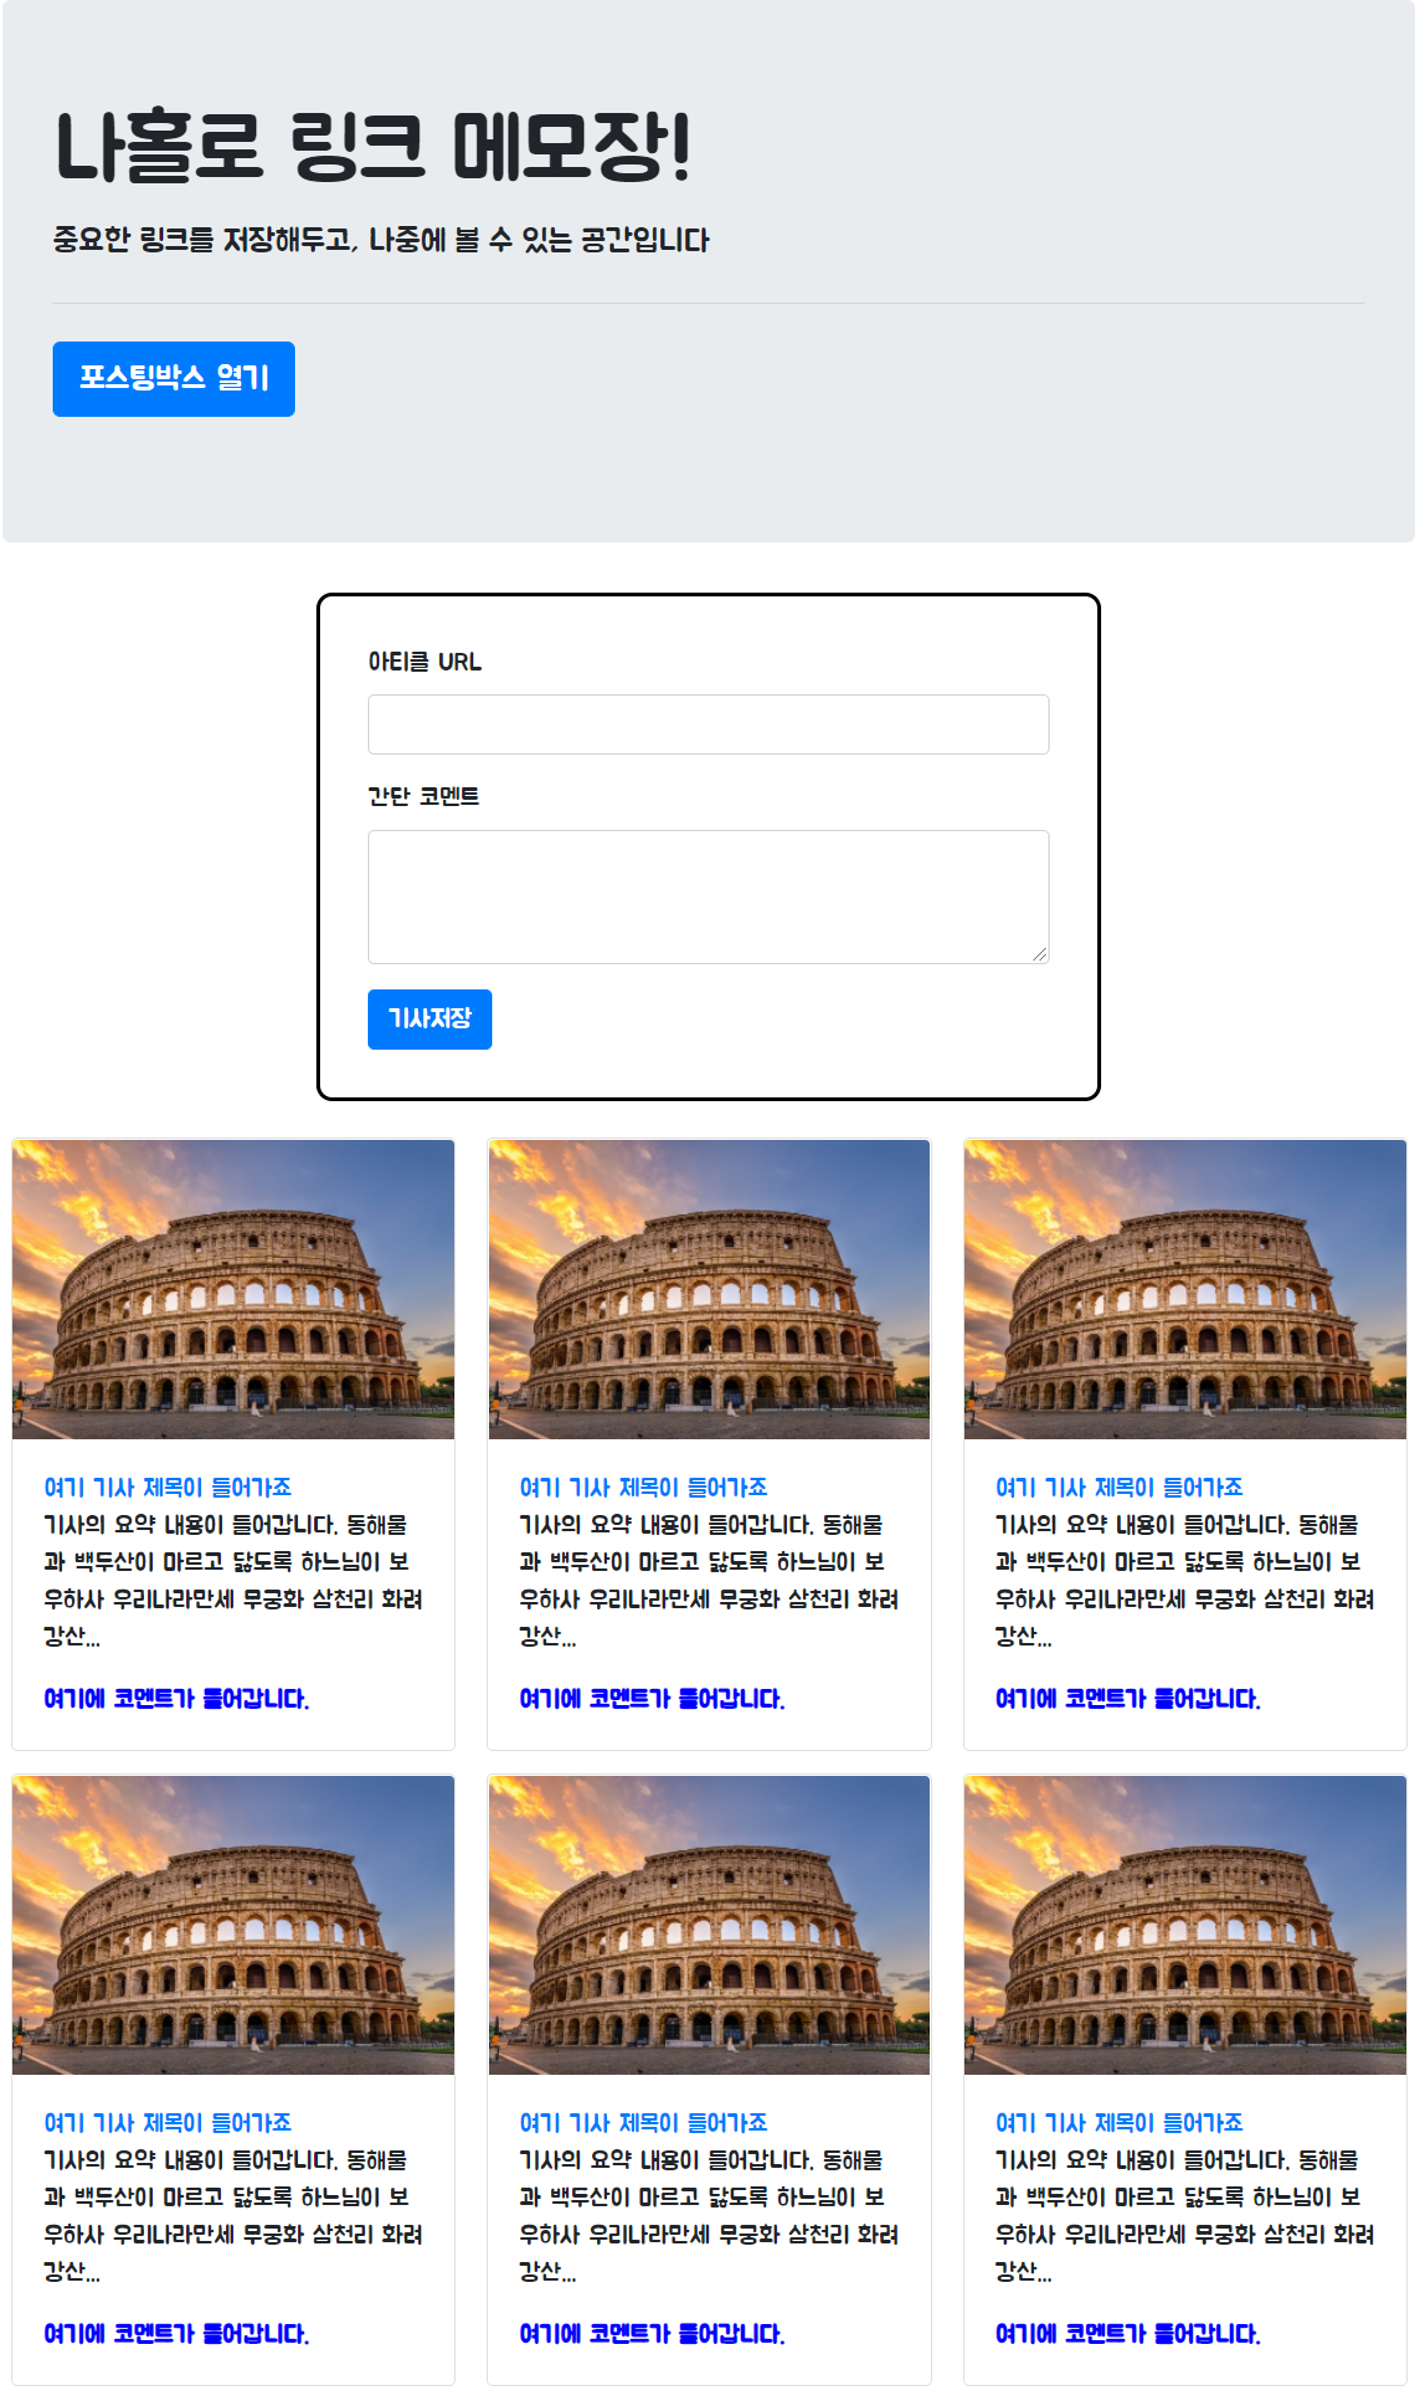 나홀로 링크 메모장!
중요한 링크를 저장해두고, 나중에 볼 수 있는 공간입니다
포스팅박스 열기
아티클 URL
간단 코멘트
기사저장
여기 기사 제목이 들어가죠
기사의 요약 내용이 들어갑니다. 동해물
과 백두산이 마르고 닳도록 하느님이 보
우하사 우리나라만세 무궁화 삼천리 화려
강산...
여기에 코멘트가 들어갑니다.
여기 기사 제목이 들어가죠
기사의 요약 내용이 들어갑니다. 동해물
과 백두산이 마르고 닳도록 하느님이 보
우하사 우리나라만세 무궁화 삼천리 화려
강산...
여기에 코멘트가 들어갑니다.
여기 기사 제목이 들어가죠
기사의 요약 내용이 들어갑니다. 동해물
과 백두산이 마르고 닳도록 하느님이 보
우하사 우리나라만세 무궁화 삼천리 화려
강산...
여기에 코멘트가 들어갑니다.
여기 기사 제목이 들어가죠
기사의 요약 내용이 들어갑니다. 동해물
과 백두산이 마르고 닳도록 하느님이 보
우하사 우리나라만세 무궁화 삼천리 화려
강산...
여기에 코멘트가 들어갑니다.
여기 기사 제목이 들어가죠
기사의 요약 내용이 들어갑니다. 동해물
과 백두산이 마르고 닳도록 하느님이 보
우하사 우리나라만세 무궁화 삼천리 화려
강산...
여기에 코멘트가 들어갑니다.
여기 기사 제목이 들어가죠
기사의 요약 내용이 들어갑니다. 동해물
과 백두산이 마르고 닳도록 하느님이 보
우하사 우리나라만세 무궁화 삼천리 화려
강산...
여기에 코멘트가 들어갑니다.